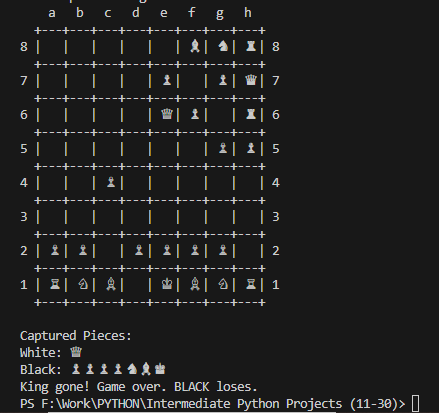 a b c d e f g h
+---+---+---+---+---+---+---+---+
8 | | | | | | ♝ | ♞ | ♜ | 8
+---+---+---+---+---+---+---+---+
7 | | | | | ♟ | | ♟ | ♛ | 7
+---+---+---+---+---+---+---+---+
6 | | | | | ♕ | ♟ | | ♜ | 6
+---+---+---+---+---+---+---+---+
5 | | | | | | | ♙ | ♟ | 5
+---+---+---+---+---+---+---+---+
4 | | | ♙ | | | | | | 4
+---+---+---+---+---+---+---+---+
3 | | | | | | | | | 3
+---+---+---+---+---+---+---+---+
2 | ♙ | ♙ | | ♙ | ♙ | ♙ | ♙ | | 2
+---+---+---+---+---+---+---+---+
1 | ♖ | ♘ | ♗ | | ♔ | ♗ | ♘ | ♖ | 1
+---+---+---+---+---+---+---+---+
Captured Pieces:
White: ♕
Black: ♟♟♟♟♞♝♚
King gone! Game over. BLACK loses.
PS F:\Work\PYTHON\Intermediate Python Projects (11-30)>